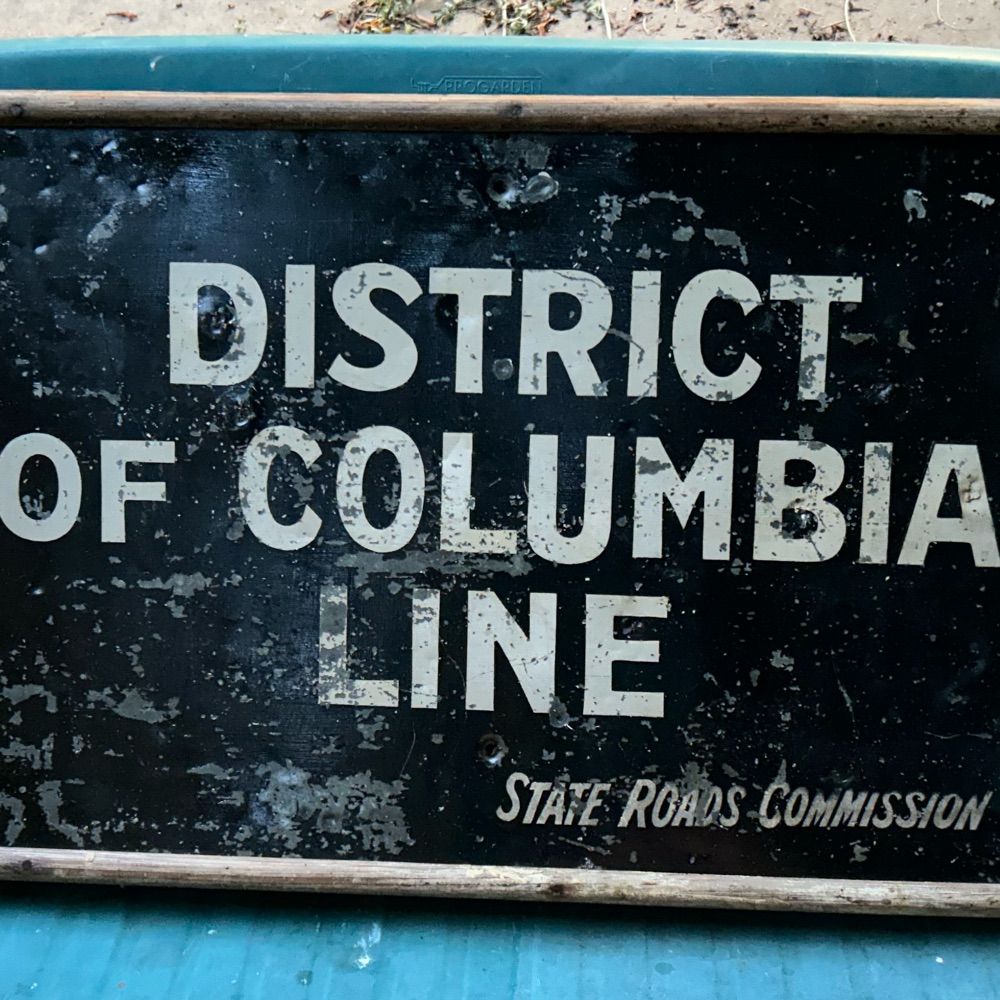 PROGARDEN
DISTRICT
OF COLUMBIA
LINE
STATE ROADS COMMISSION